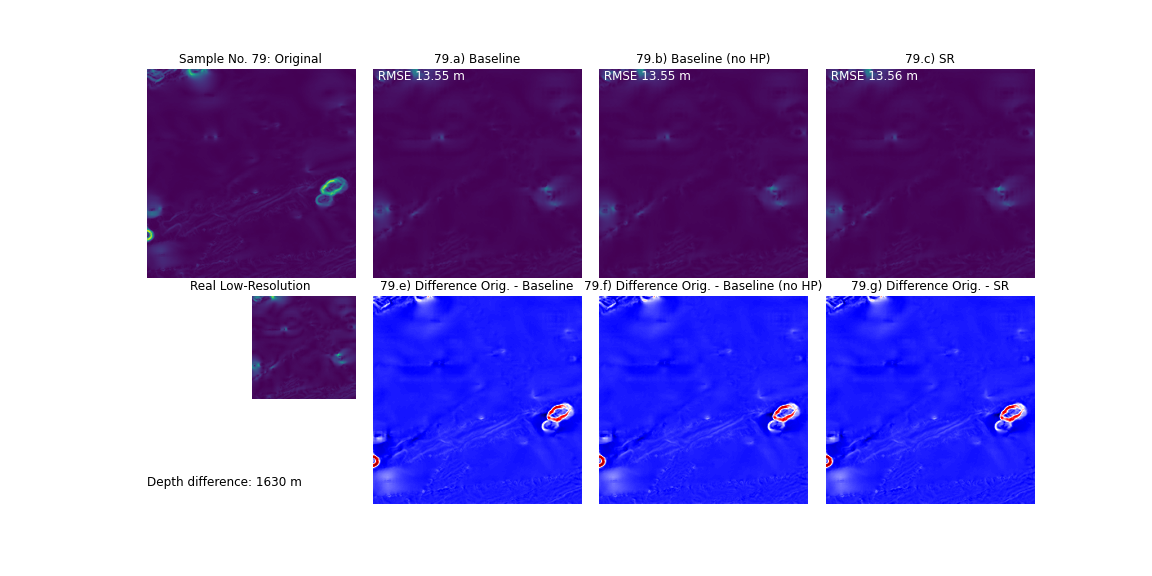 Sample No. 79: Original
79.a) Baseline
79.b) Baseline (no HP)
79.c) SR
RMSE 13.55 m
RMSE 13.55 m
RMSE 13.56 m
Real Low-Resolution
79.e) Difference Orig. - Baseline
79.f) Difference Orig. - Baseline (no HP)
79.g) Difference Orig. - SR
Depth difference: 1630 m